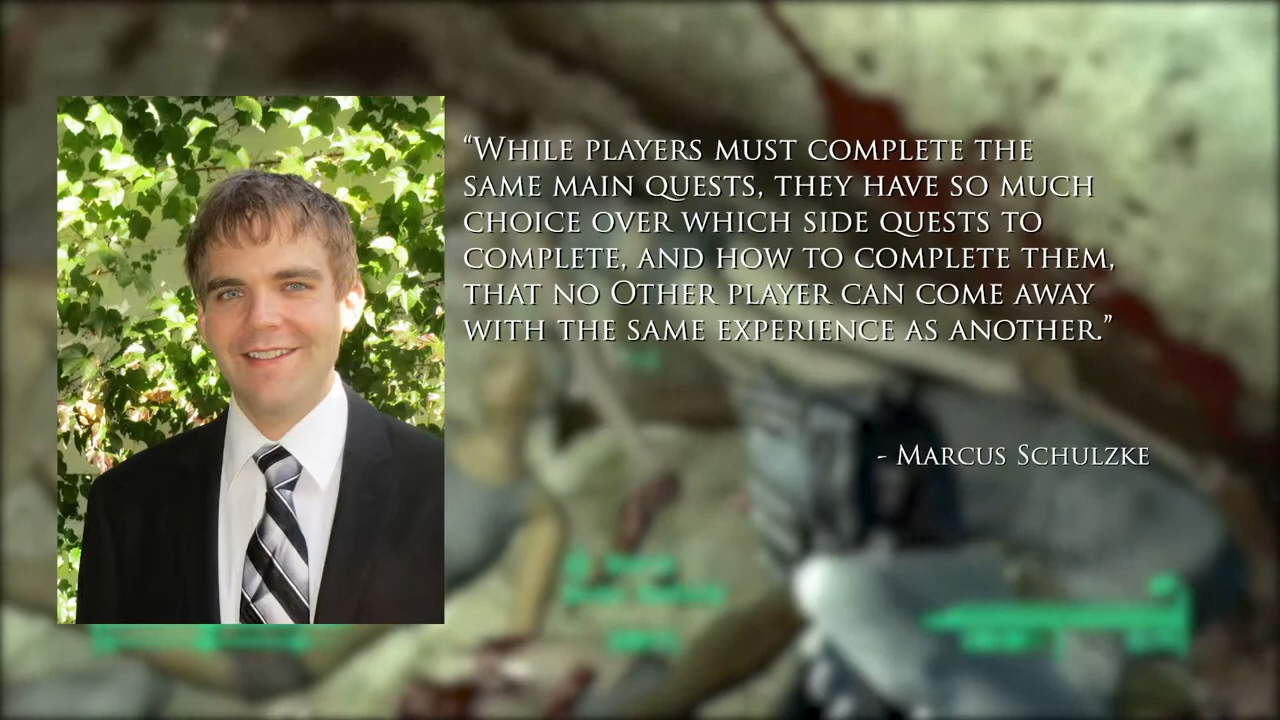 “While players must complete the
same main quests, they have so much
choice over which side quests to
complete, and how to complete them,
that no Other player can come away
with the same experience as another.”
- Marcus Schulzke